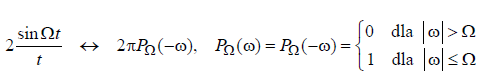 2 sin Ωt / t ↔ 2πP_Ω(−ω), P_Ω(ω) = P_Ω(−ω) = { 0 dla |ω| > Ω
1 dla |ω| ≤ Ω